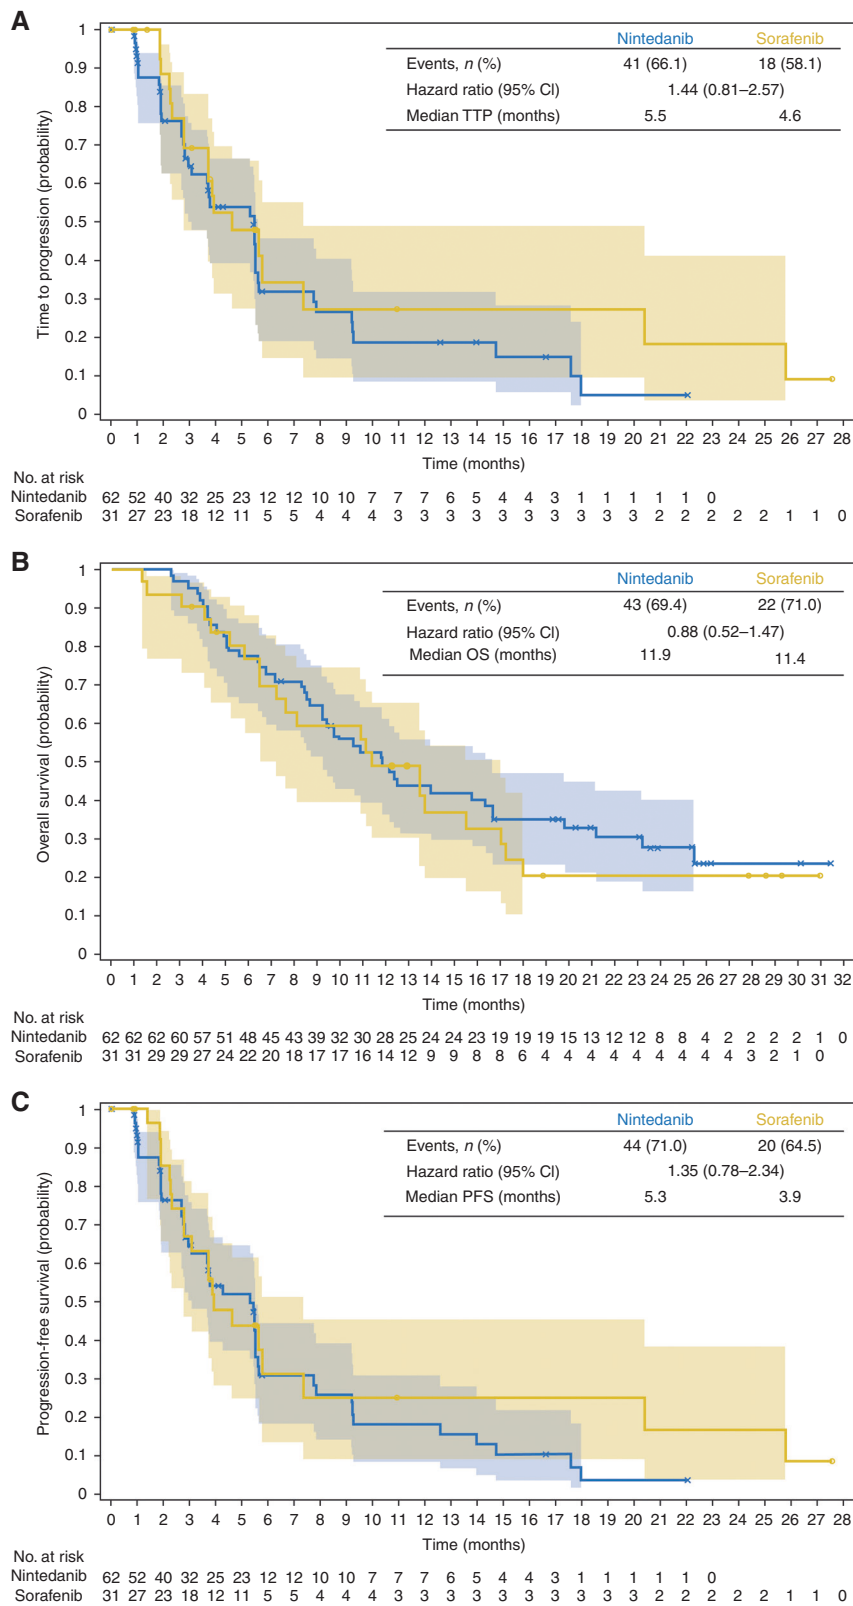 A
Nintedanib Sorafenib
Events, n (%) 41 (66.1) 18 (58.1)
Hazard ratio (95% CI) 1.44 (0.81–2.57)
Median TTP (months) 5.5 4.6
Time to progression (probability)
1
0.9
0.8
0.7
0.6
0.5
0.4
0.3
0.2
0.1
0
0 1 2 3 4 5 6 7 8 9 10 11 12 13 14 15 16 17 18 19 20 21 22 23 24 25 26 27 28
Time (months)
No. at risk
Nintedanib 62 52 40 32 25 23 12 12 10 10 7 7 7 6 5 4 4 3 1 1 1 1 1 0
Sorafenib 31 27 23 18 12 11 5 5 4 4 4 3 3 3 3 3 3 3 3 3 3 2 2 2 2 2 1 1 0
B
Nintedanib Sorafenib
Events, n (%) 43 (69.4) 22 (71.0)
Hazard ratio (95% CI) 0.88 (0.52–1.47)
Median OS (months) 11.9 11.4
Overall survival (probability)
1
0.9
0.8
0.7
0.6
0.5
0.4
0.3
0.2
0.1
0
0 1 2 3 4 5 6 7 8 9 10 11 12 13 14 15 16 17 18 19 20 21 22 23 24 25 26 27 28 29 30 31 32
Time (months)
No. at risk
Nintedanib 62 62 62 60 57 51 48 45 43 39 32 30 28 25 24 24 23 19 19 19 15 13 12 12 8 8 4 2 2 2 2 1 0
Sorafenib 31 31 29 29 27 24 22 20 18 17 17 16 14 12 9 9 8 8 6 4 4 4 4 4 4 4 4 4 3 2 1 0
C
Nintedanib Sorafenib
Events, n (%) 44 (71.0) 20 (64.5)
Hazard ratio (95% CI) 1.35 (0.78–2.34)
Median PFS (months) 5.3 3.9
Progression-free survival (probability)
1
0.9
0.8
0.7
0.6
0.5
0.4
0.3
0.2
0.1
0
0 1 2 3 4 5 6 7 8 9 10 11 12 13 14 15 16 17 18 19 20 21 22 23 24 25 26 27 28
Time (months)
No. at risk
Nintedanib 62 52 40 32 25 23 12 12 10 10 7 7 7 6 5 4 4 3 1 1 1 1 1 0
Sorafenib 31 27 23 18 12 11 5 5 4 4 4 3 3 3 3 3 3 3 3 3 3 2 2 2 2 2 1 1 0